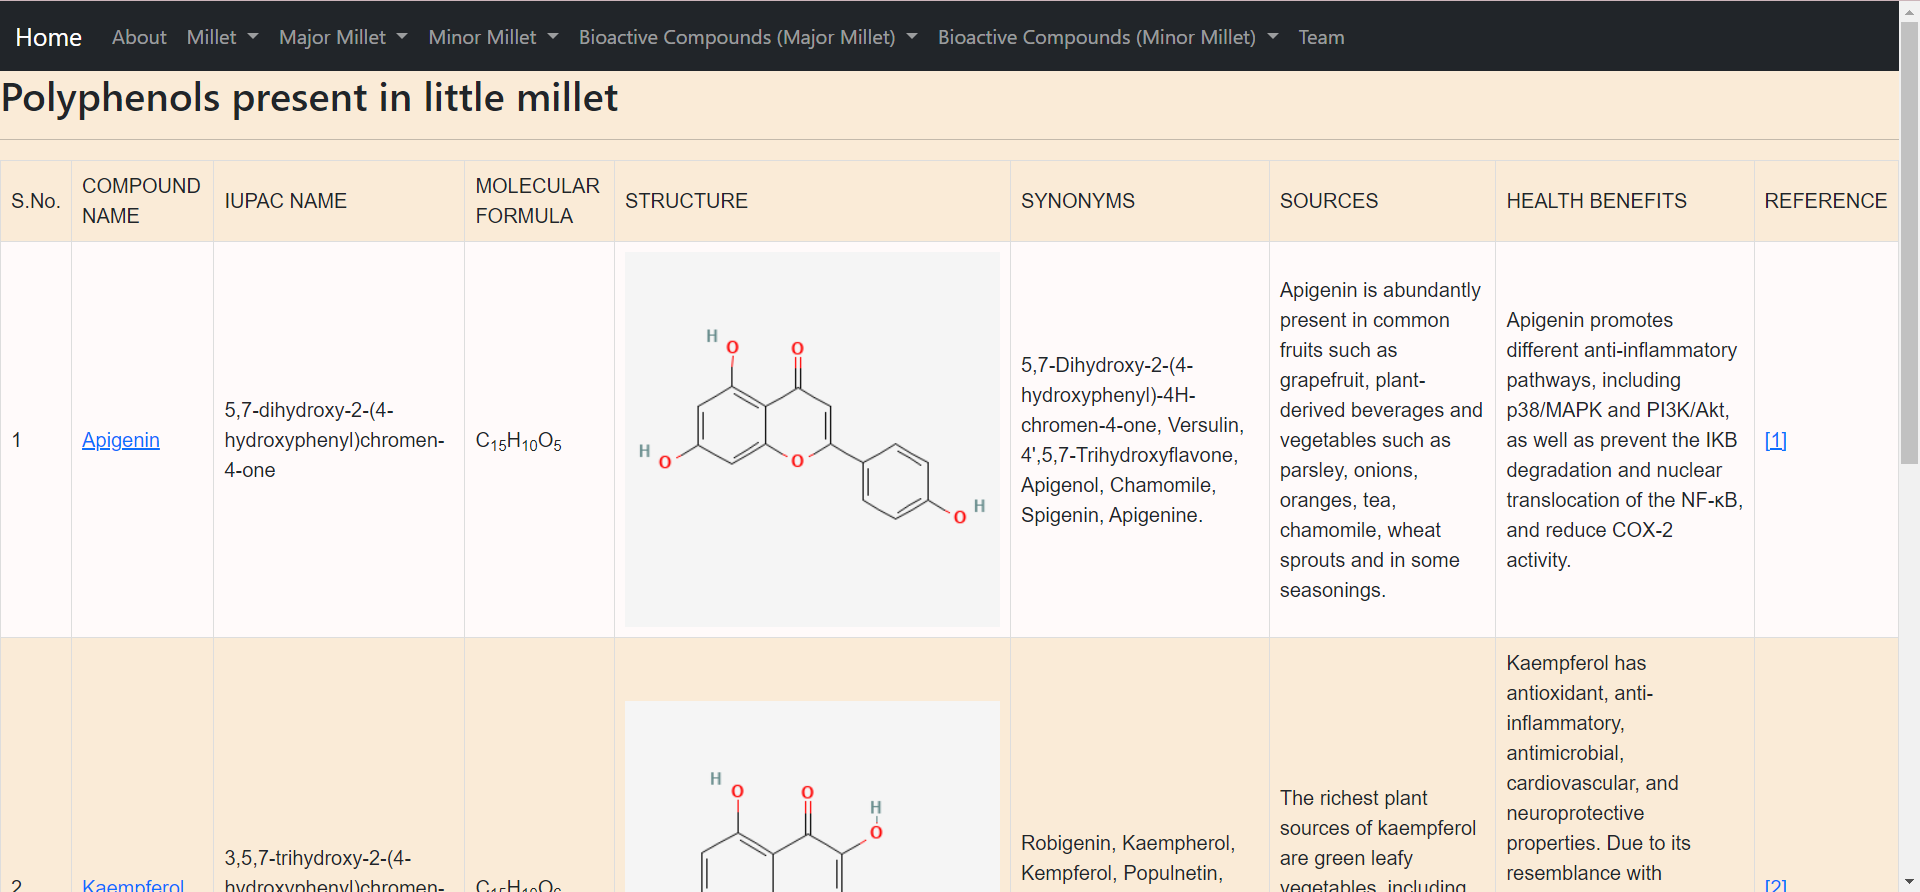 Home About Millet Major Millet Minor Millet Bioactive Compounds (Major Millet) Bioactive Compounds (Minor Millet) Team
Polyphenols present in little millet
S.No.
COMPOUND
NAME
IUPAC NAME
MOLECULAR
FORMULA
STRUCTURE
SYNONYMS
SOURCES
HEALTH BENEFITS
REFERENCE
1
Apigenin
5,7-dihydroxy-2-(4-
hydroxyphenyl)chromen-
4-one
C₁₅H₁₀O₅
H
O
O
H
O
O
O
H
5,7-Dihydroxy-2-(4-
hydroxyphenyl)-4H-
chromen-4-one, Versulin,
4',5,7-Trihydroxyflavone,
Apigenol, Chamomile,
Spigenin, Apigenine.
Apigenin is abundantly
present in common
fruits such as
grapefruit, plant-
derived beverages and
vegetables such as
parsley, onions,
oranges, tea,
chamomile, wheat
sprouts and in some
seasonings.
Apigenin promotes
different anti-inflammatory
pathways, including
p38/MAPK and PI3K/Akt,
as well as prevent the IKB
degradation and nuclear
translocation of the NF-κB,
and reduce COX-2
activity.
[1]
2
Kaempferol
3,5,7-trihydroxy-2-(4-
hydroxyphenyl)chromen-
C₁₅H₁₀O₆
H
O
O
H
O
Robigenin, Kaempherol,
Kempferol, Populnetin,
The richest plant
sources of kaempferol
are green leafy
vegetables, including
Kaempferol has
antioxidant, anti-
inflammatory,
antimicrobial,
cardiovascular, and
neuroprotective
properties. Due to its
resemblance with
[2]